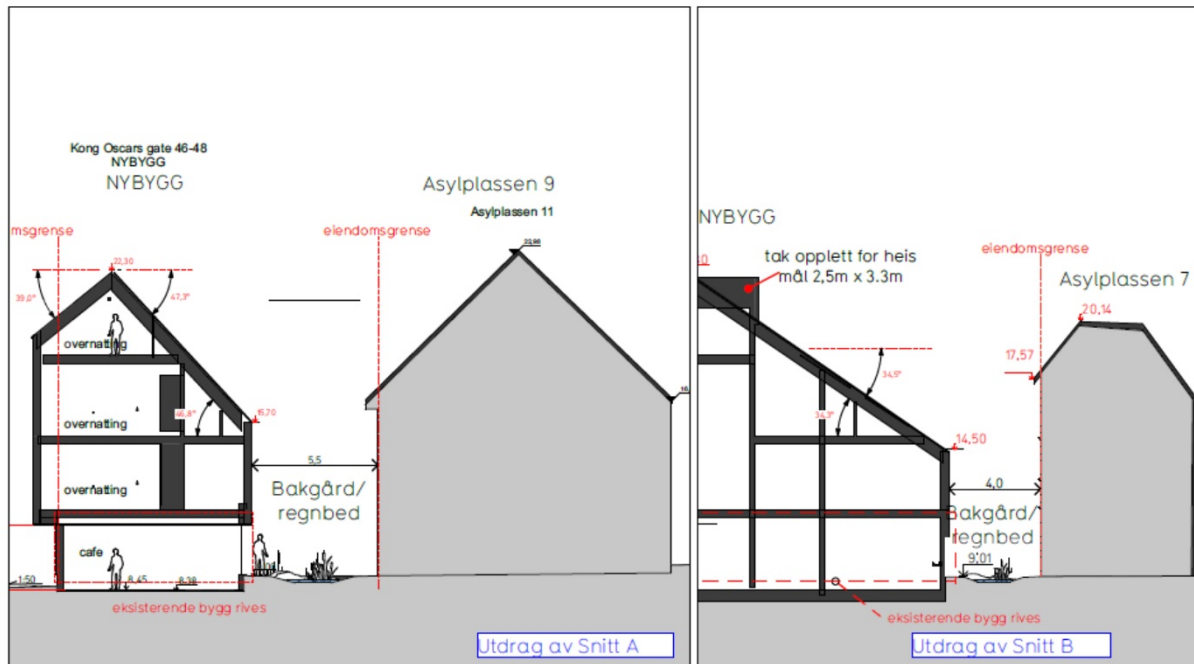 Kong Oscars gate 46-48
NYBYGG
NYBYGG
Asylplassen 9
Asylplassen 11
msgrense
eiendomsgrense
22,30
39,0°
47,3°
overnatting
overnatting
46,8°
15,70
5,5
overnatting
Bakgård/
regnbed
cafe
1:50
8,45
8,38
eksisterende bygg rives
Utdrag av Snitt A
NYBYGG
eiendomsgrense
tak opplett for heis
mål 2,5m x 3.3m
Asylplassen 7
20,14
17,57
34,5°
34,3°
14,50
4,0
Bakgård/
regnbed
9,01
eksisterende bygg rives
Utdrag av Snitt B